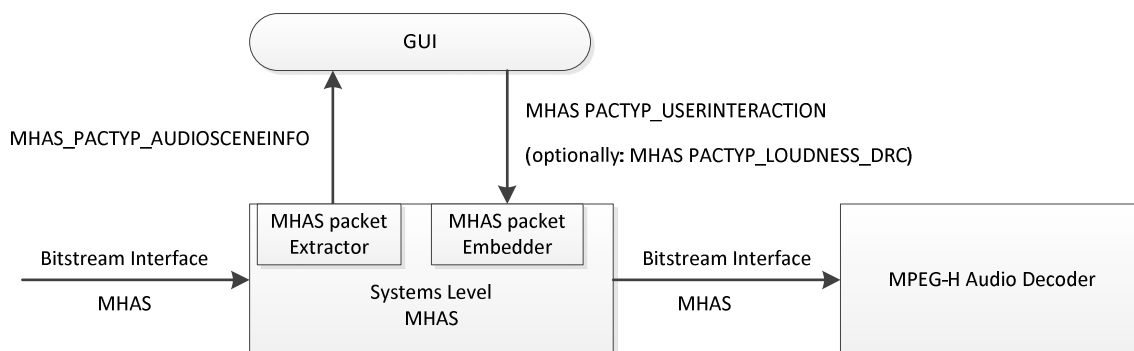 GUI
MHAS_PACTYP_AUDIOSCENEINFO
MHAS PACTYP_USERINTERACTION
(optionally: MHAS PACTYP_LOUDNESS_DRC)
MHAS packet
Extractor
MHAS packet
Embedder
Bitstream Interface
MHAS
Systems Level
MHAS
Bitstream Interface
MHAS
MPEG-H Audio Decoder